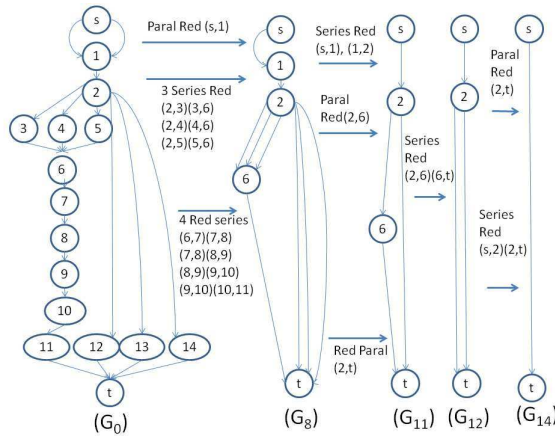 s
Paral Red (s,1)
1
3 Series Red
(2,3)(3,6)
(2,4)(4,6)
(2,5)(5,6)
2
3
4
5
6
7
8
9
10
11
12
13
14
t
(G0)
4 Red series
(6,7)(7,8)
(7,8)(8,9)
(8,9)(9,10)
(9,10)(10,11)
s
1
2
6
t
(G8)
Series Red
(s,1), (1,2)
Paral
Red(2,6)
Red Paral
(2,t)
s
2
6
t
(G11)
Series
Red
(2,6)(6,t)
s
2
t
(G12)
Paral
Red
(2,t)
Series
Red
(s,2)(2,t)
s
t
(G14)